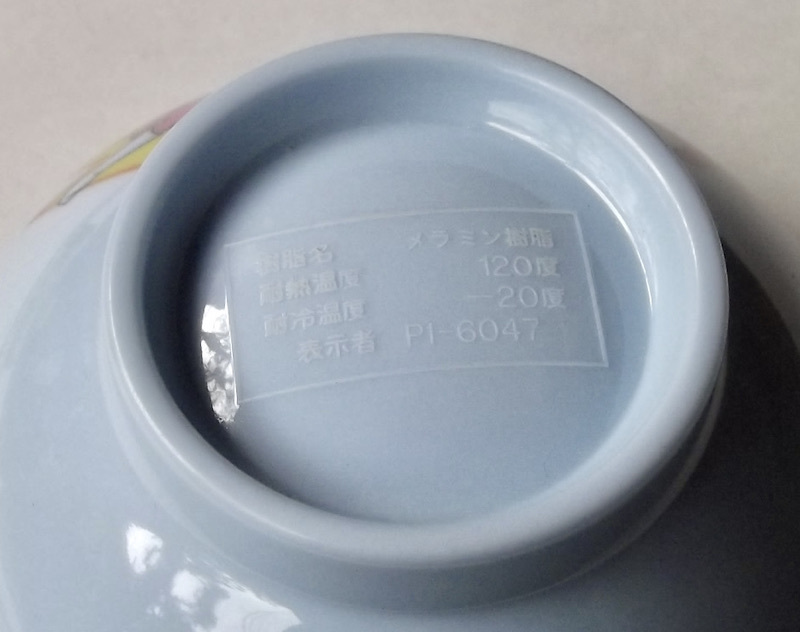 樹脂名 メラミン樹脂
耐熱温度 120度
耐冷温度 −20度
表示者 PI-6047